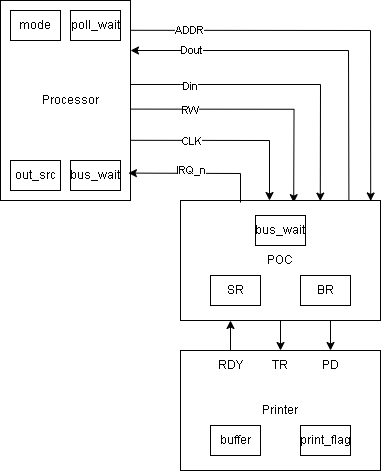 mode
poll_wait
ADDR
Dout
Processor
Din
RW
CLK
IRQ_n
out_src
bus_wait
bus_wait
POC
SR
BR
RDY
TR
PD
Printer
buffer
print_flag